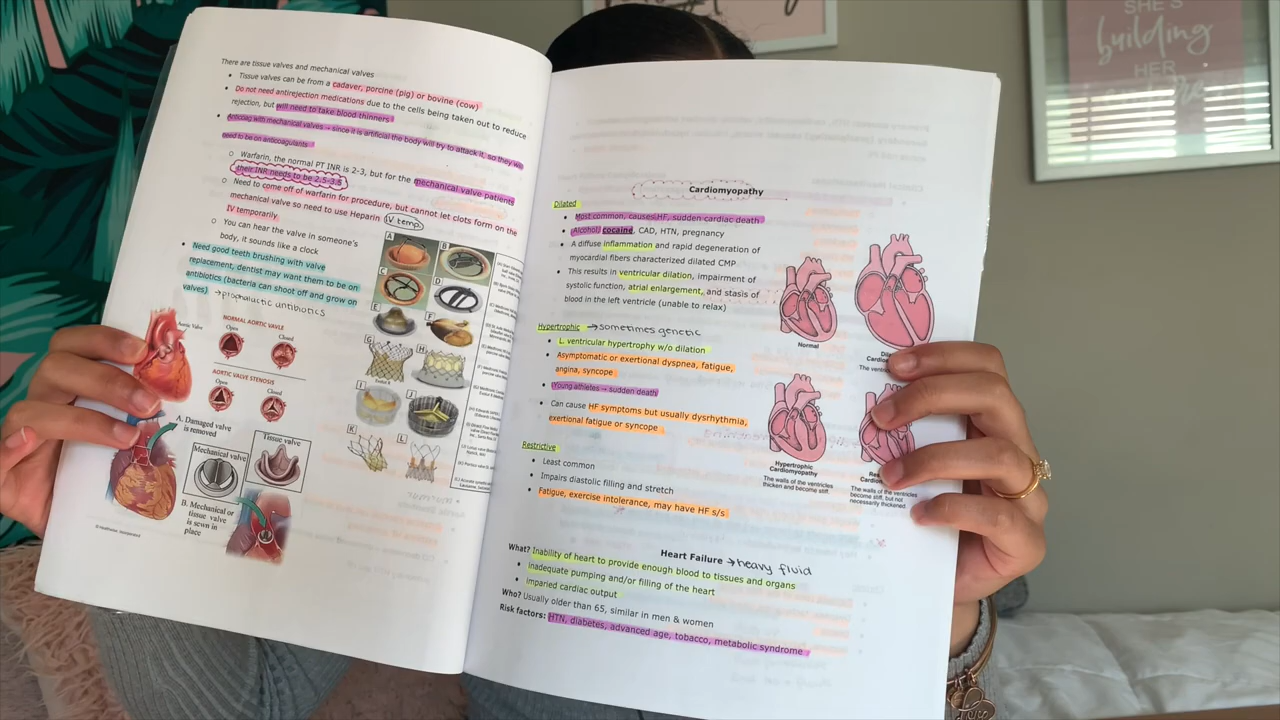 There are tissue valves and mechanical valves
• Tissue valves can be from a cadaver, porcine (pig) or bovine (cow)
• Do not need antirejection medications due to the cells being taken out to reduce
rejection, but will need to take blood thinners
• Anticoag with mechanical valves → since it is artificial the body will try to attack it, so they will
need to be on anticoagulants
○ Warfarin, the normal PT INR is 2-3, but for the mechanical valve patients
their INR needs to be 2.5-3.5
○ Need to come off of warfarin for procedure, but cannot let clots form on the
mechanical valve so need to use Heparin IV temp.
IV temporarily
○ You can hear the valve in someone's
body, it sounds like a clock
• Need good teeth brushing with valve
replacement, dentist may want them to be on
antibiotics (bacteria can shoot off and grow on
valves) → prophalactic antibiotics
NORMAL AORTIC VAVLE
Aortic Valve
Open
Closed
AORTIC VALVE STENOSIS
Open
Closed
A. Damaged valve
is removed
Mechanical valve
Tissue valve
B. Mechanical or
tissue valve
is sewn in
place
© Healthwise, Incorporated
A
B
C
D
E
F
G
H
I
J
K
L
Cardiomyopathy
Dilated
• Most common, causes HF, sudden cardiac death
• Alcohol, cocaine, CAD, HTN, pregnancy
• A diffuse inflammation and rapid degeneration of
myocardial fibers characterized dilated CMP
• This results in ventricular dilation, impairment of
systolic function, atrial enlargement, and stasis of
blood in the left ventricle (unable to relax)
Normal
Hypertrophic → sometimes genetic
• L ventricular hypertrophy w/o dilation
• Asymptomatic or exertional dyspnea, fatigue,
angina, syncope
• Young athletes → sudden death
• Can cause HF symptoms but usually dysrhythmia,
exertional fatigue or syncope
Hypertrophic
Cardiomyopathy
The walls of the ventricles
thicken and become stiff.
The walls of the ventricles
become stiff, but not
necessarily thickened.
Restrictive
• Least common
• Impairs diastolic filling and stretch
• Fatigue, exercise intolerance, may have HF s/s
Heart Failure → heavy fluid
What? Inability of heart to provide enough blood to tissues and organs
• Inadequate pumping and/or filling of the heart
• Imparied cardiac output
Who? Usually older than 65, similar in men & women
Risk factors: HTN, diabetes, advanced age, tobacco, metabolic syndrome
SHE'S
building
HER